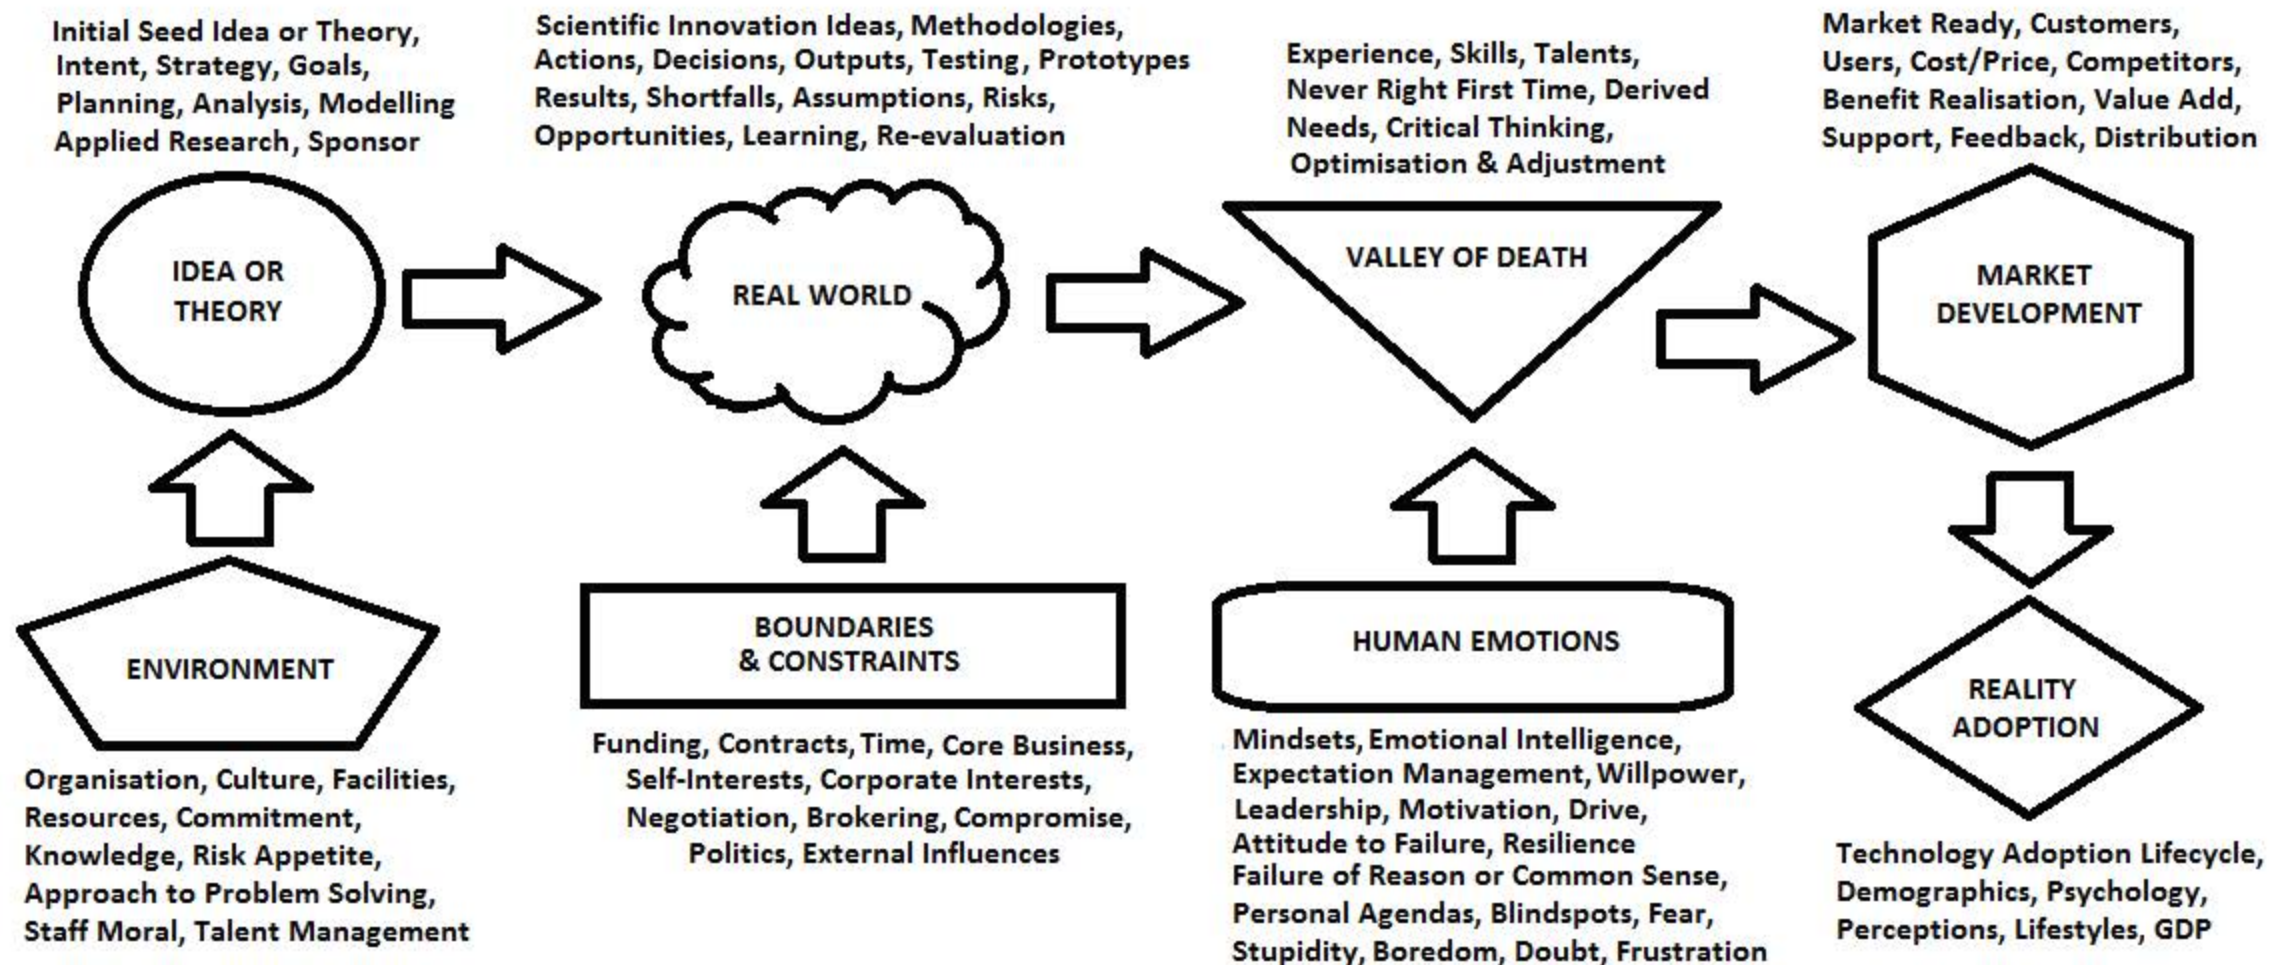 Initial Seed Idea or Theory,
Intent, Strategy, Goals,
Planning, Analysis, Modelling
Applied Research, Sponsor
Scientific Innovation Ideas, Methodologies,
Actions, Decisions, Outputs, Testing, Prototypes
Results, Shortfalls, Assumptions, Risks,
Opportunities, Learning, Re-evaluation
Experience, Skills, Talents,
Never Right First Time, Derived
Needs, Critical Thinking,
Optimisation & Adjustment
Market Ready, Customers,
Users, Cost/Price, Competitors,
Benefit Realisation, Value Add,
Support, Feedback, Distribution
IDEA OR
THEORY
REAL WORLD
VALLEY OF DEATH
MARKET
DEVELOPMENT
ENVIRONMENT
BOUNDARIES
& CONSTRAINTS
HUMAN EMOTIONS
REALITY
ADOPTION
Organisation, Culture, Facilities,
Resources, Commitment,
Knowledge, Risk Appetite,
Approach to Problem Solving,
Staff Moral, Talent Management
Funding, Contracts, Time, Core Business,
Self-Interests, Corporate Interests,
Negotiation, Brokering, Compromise,
Politics, External Influences
Mindsets, Emotional Intelligence,
Expectation Management, Willpower,
Leadership, Motivation, Drive,
Attitude to Failure, Resilience
Failure of Reason or Common Sense,
Personal Agendas, Blindspots, Fear,
Stupidity, Boredom, Doubt, Frustration
Technology Adoption Lifecycle,
Demographics, Psychology,
Perceptions, Lifestyles, GDP